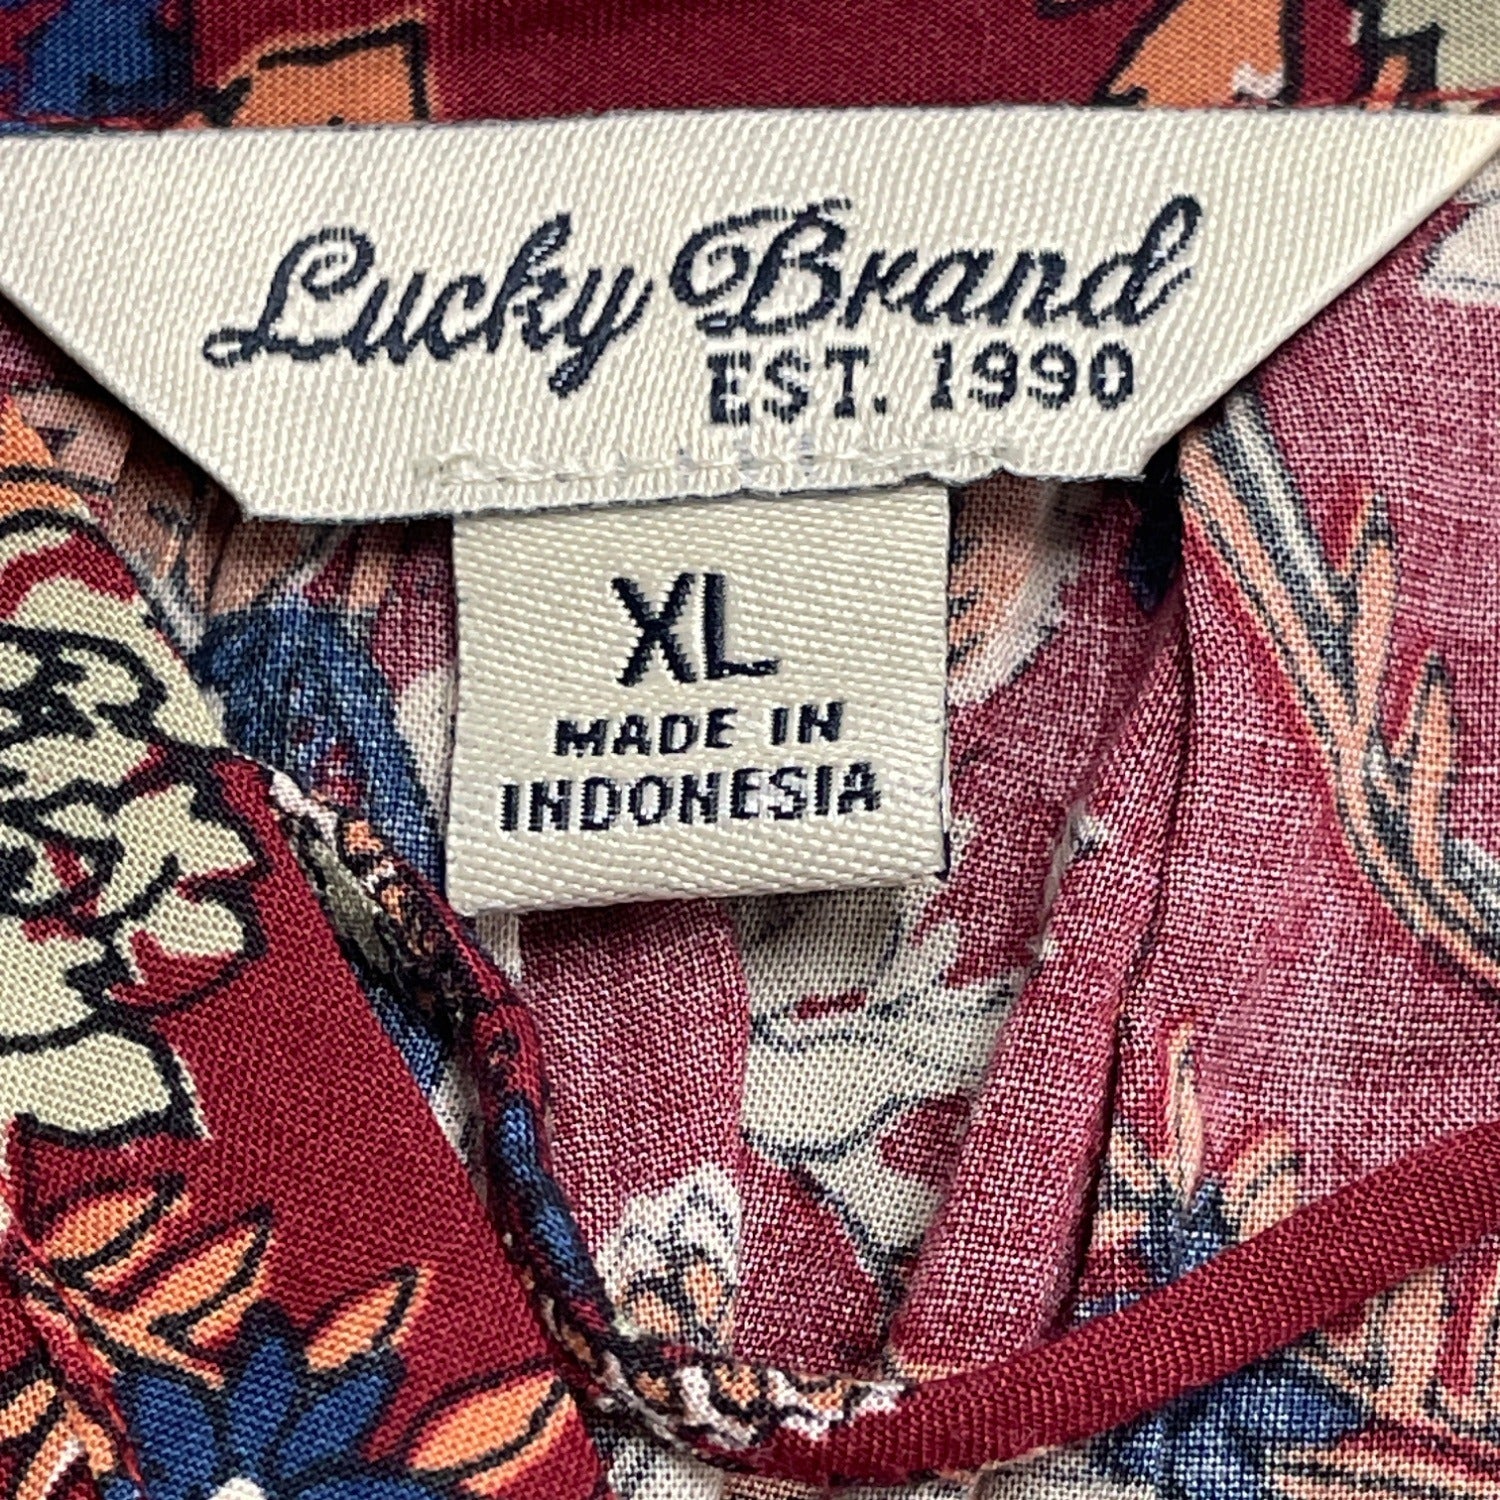 Lucky Brand
EST. 1990
XL
MADE IN
INDONESIA